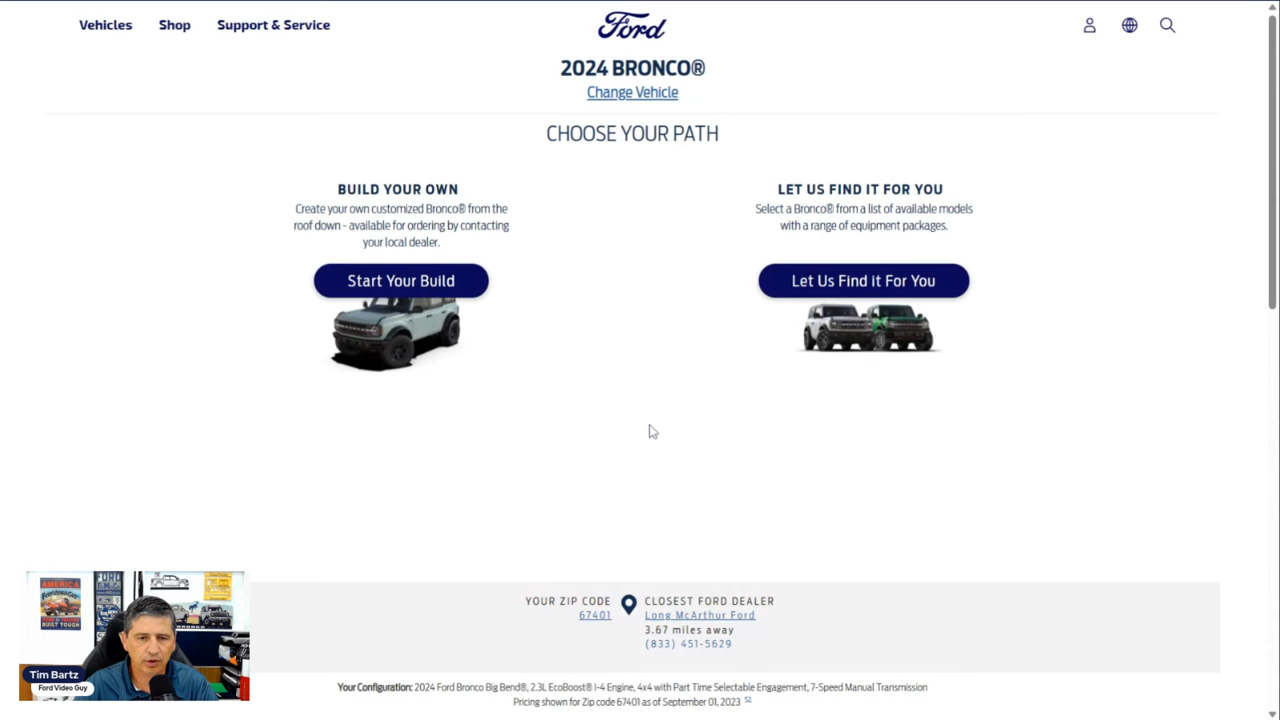 Vehicles
Shop
Support & Service
Ford
2024 BRONCO®
Change Vehicle
CHOOSE YOUR PATH
BUILD YOUR OWN
Create your own customized Bronco® from the
roof down - available for ordering by contacting
your local dealer.
Start Your Build
LET US FIND IT FOR YOU
Select a Bronco® from a list of available models
with a range of equipment packages.
Let Us Find it For You
YOUR ZIP CODE
67401
CLOSEST FORD DEALER
Long McArthur Ford
3.67 miles away
(833) 451-5629
Your Configuration: 2024 Ford Bronco Big Bend®, 2.3L EcoBoost® I-4 Engine, 4x4 with Part Time Selectable Engagement, 7-Speed Manual Transmission
Pricing shown for Zip code 67401 as of September 01, 2023 52
AMERICA
BUILT TOUGH
FORD
Tim Bartz
Ford Video Guy